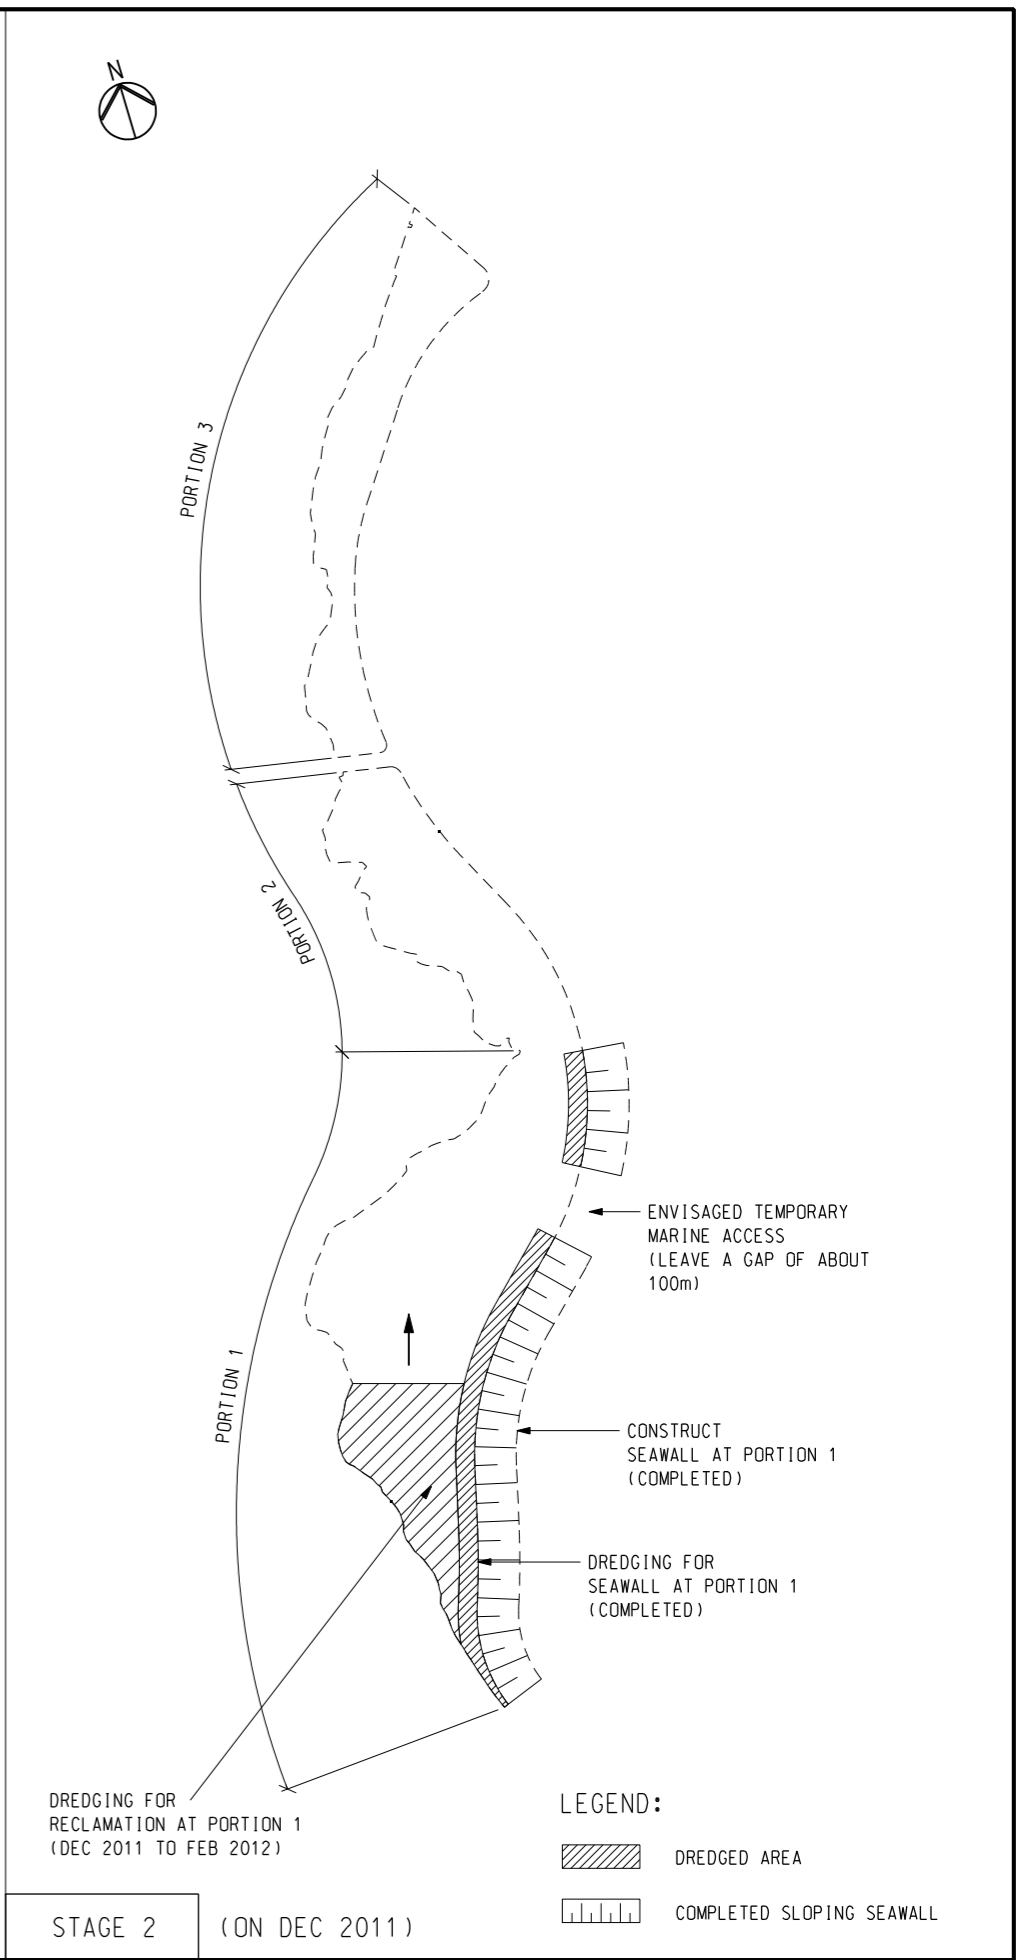 N
PORTION 3
PORTION 2
ENVISAGED TEMPORARY
MARINE ACCESS
(LEAVE A GAP OF ABOUT
100m)
PORTION 1
CONSTRUCT
SEAWALL AT PORTION 1
(COMPLETED)
DREDGING FOR
SEAWALL AT PORTION 1
(COMPLETED)
DREDGING FOR
RECLAMATION AT PORTION 1
(DEC 2011 TO FEB 2012)
LEGEND:
DREDGED AREA
COMPLETED SLOPING SEAWALL
STAGE 2 (ON DEC 2011)